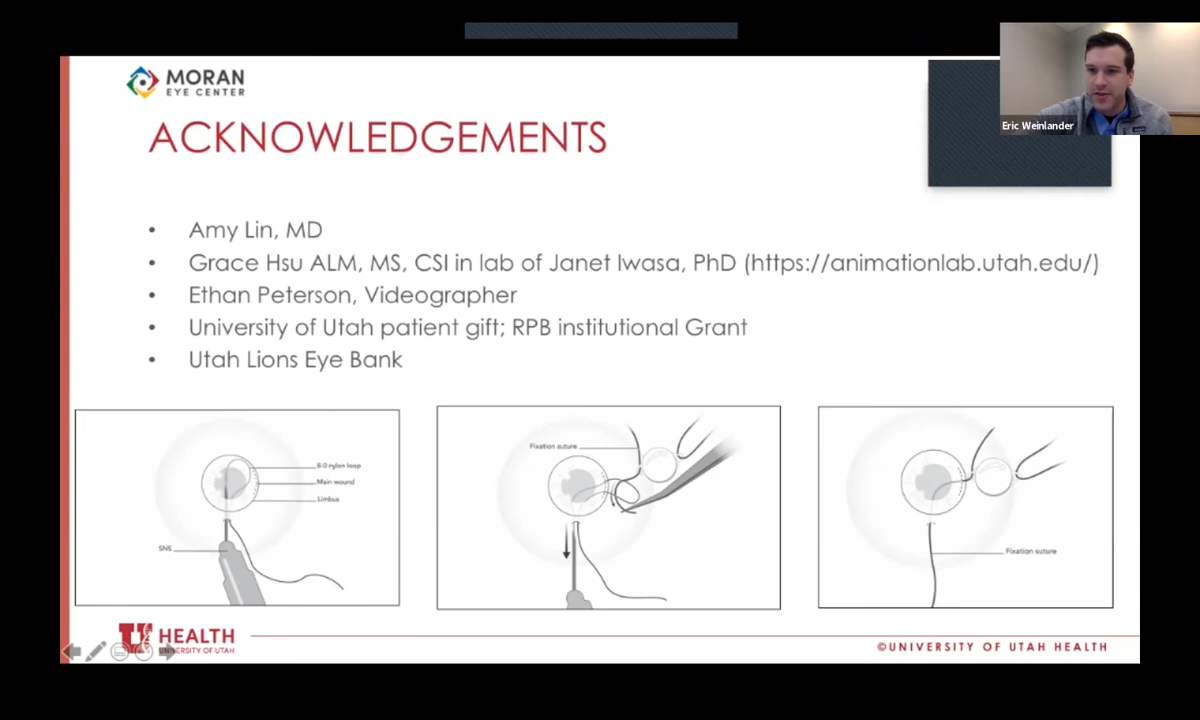 Eric Weinlander
MORAN
EYE CENTER
ACKNOWLEDGEMENTS
• Amy Lin, MD
• Grace Hsu ALM, MS, CSI in lab of Janet Iwasa, PhD (https://animationlab.utah.edu/)
• Ethan Peterson, Videographer
• University of Utah patient gift; RPB institutional Grant
• Utah Lions Eye Bank
8-0 nylon loop
Main wound
Limbus
SNS
Fixation suture
Fixation suture
U HEALTH
UNIVERSITY OF UTAH
©UNIVERSITY OF UTAH HEALTH